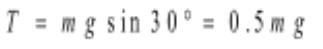 T = m g sin 30° = 0.5 m g